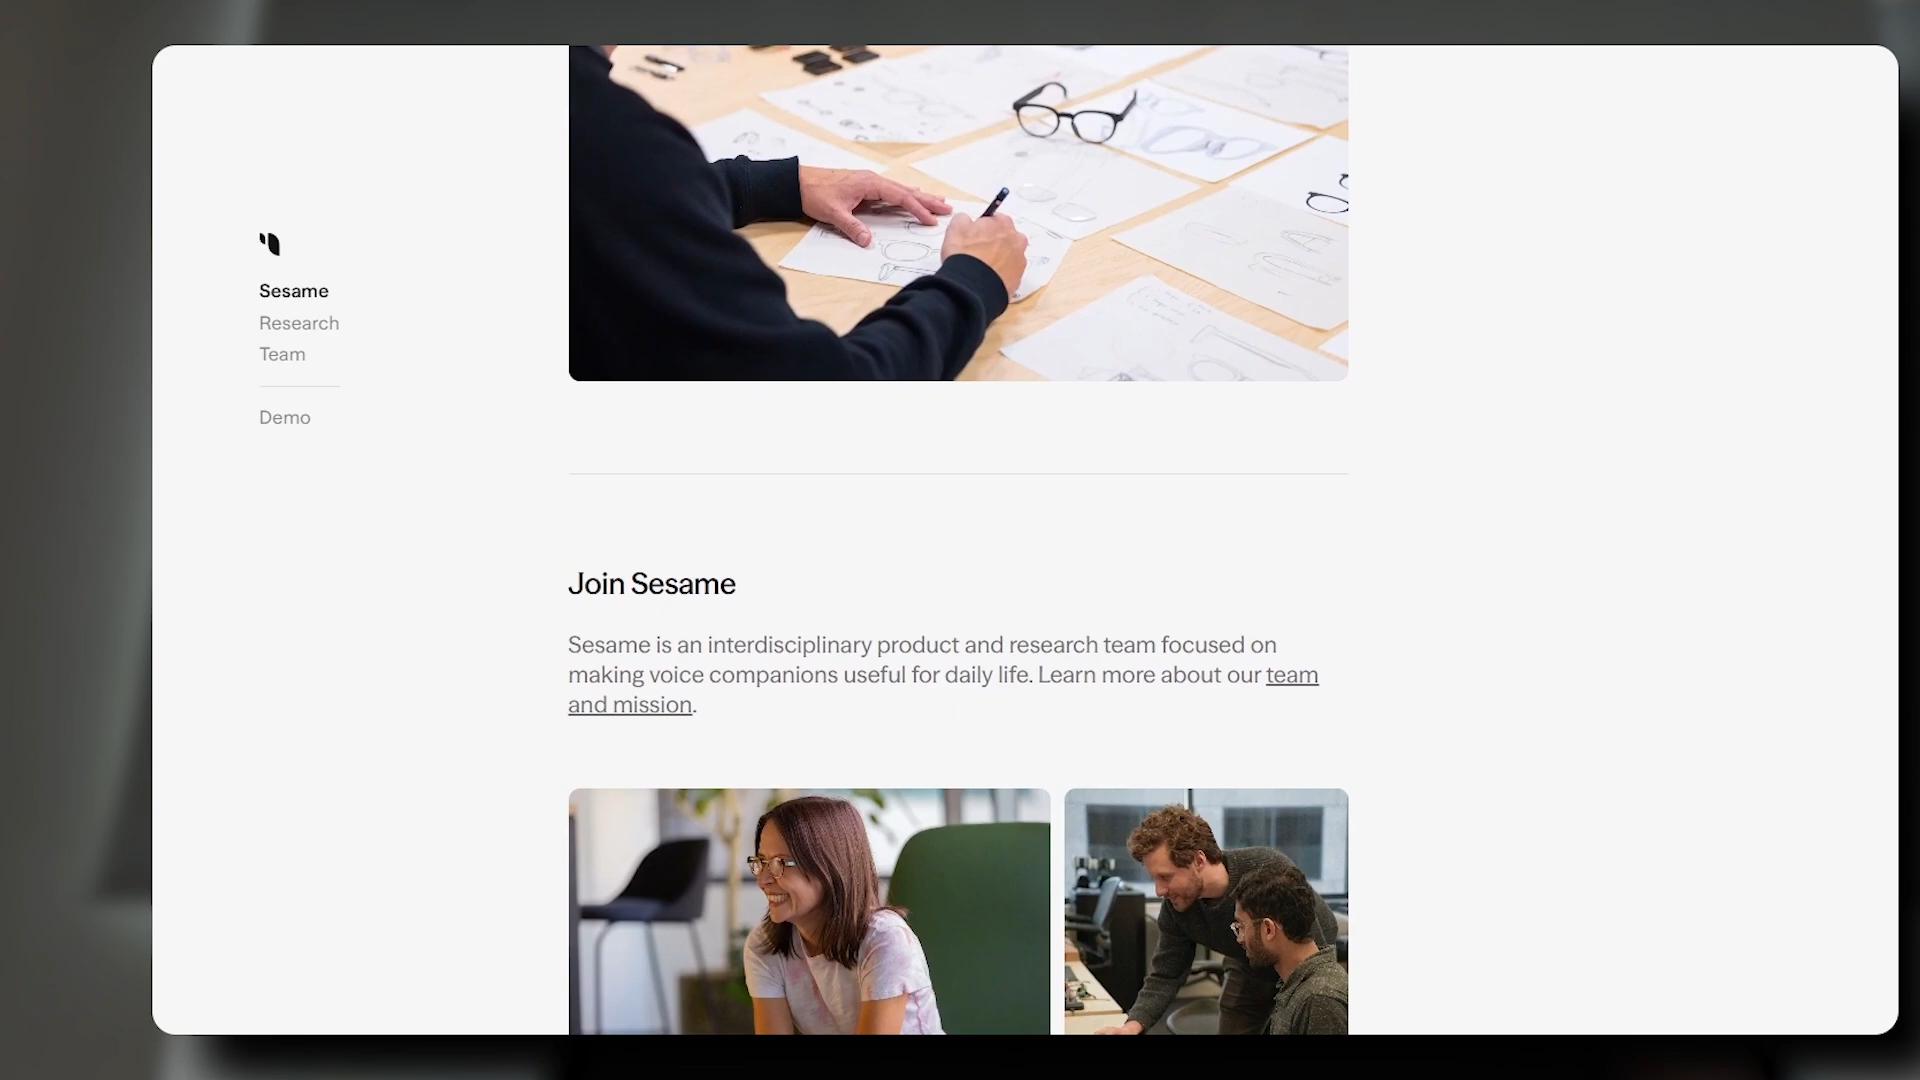 Sesame
Research
Team
Demo
Join Sesame
Sesame is an interdisciplinary product and research team focused on
making voice companions useful for daily life. Learn more about our team
and mission.